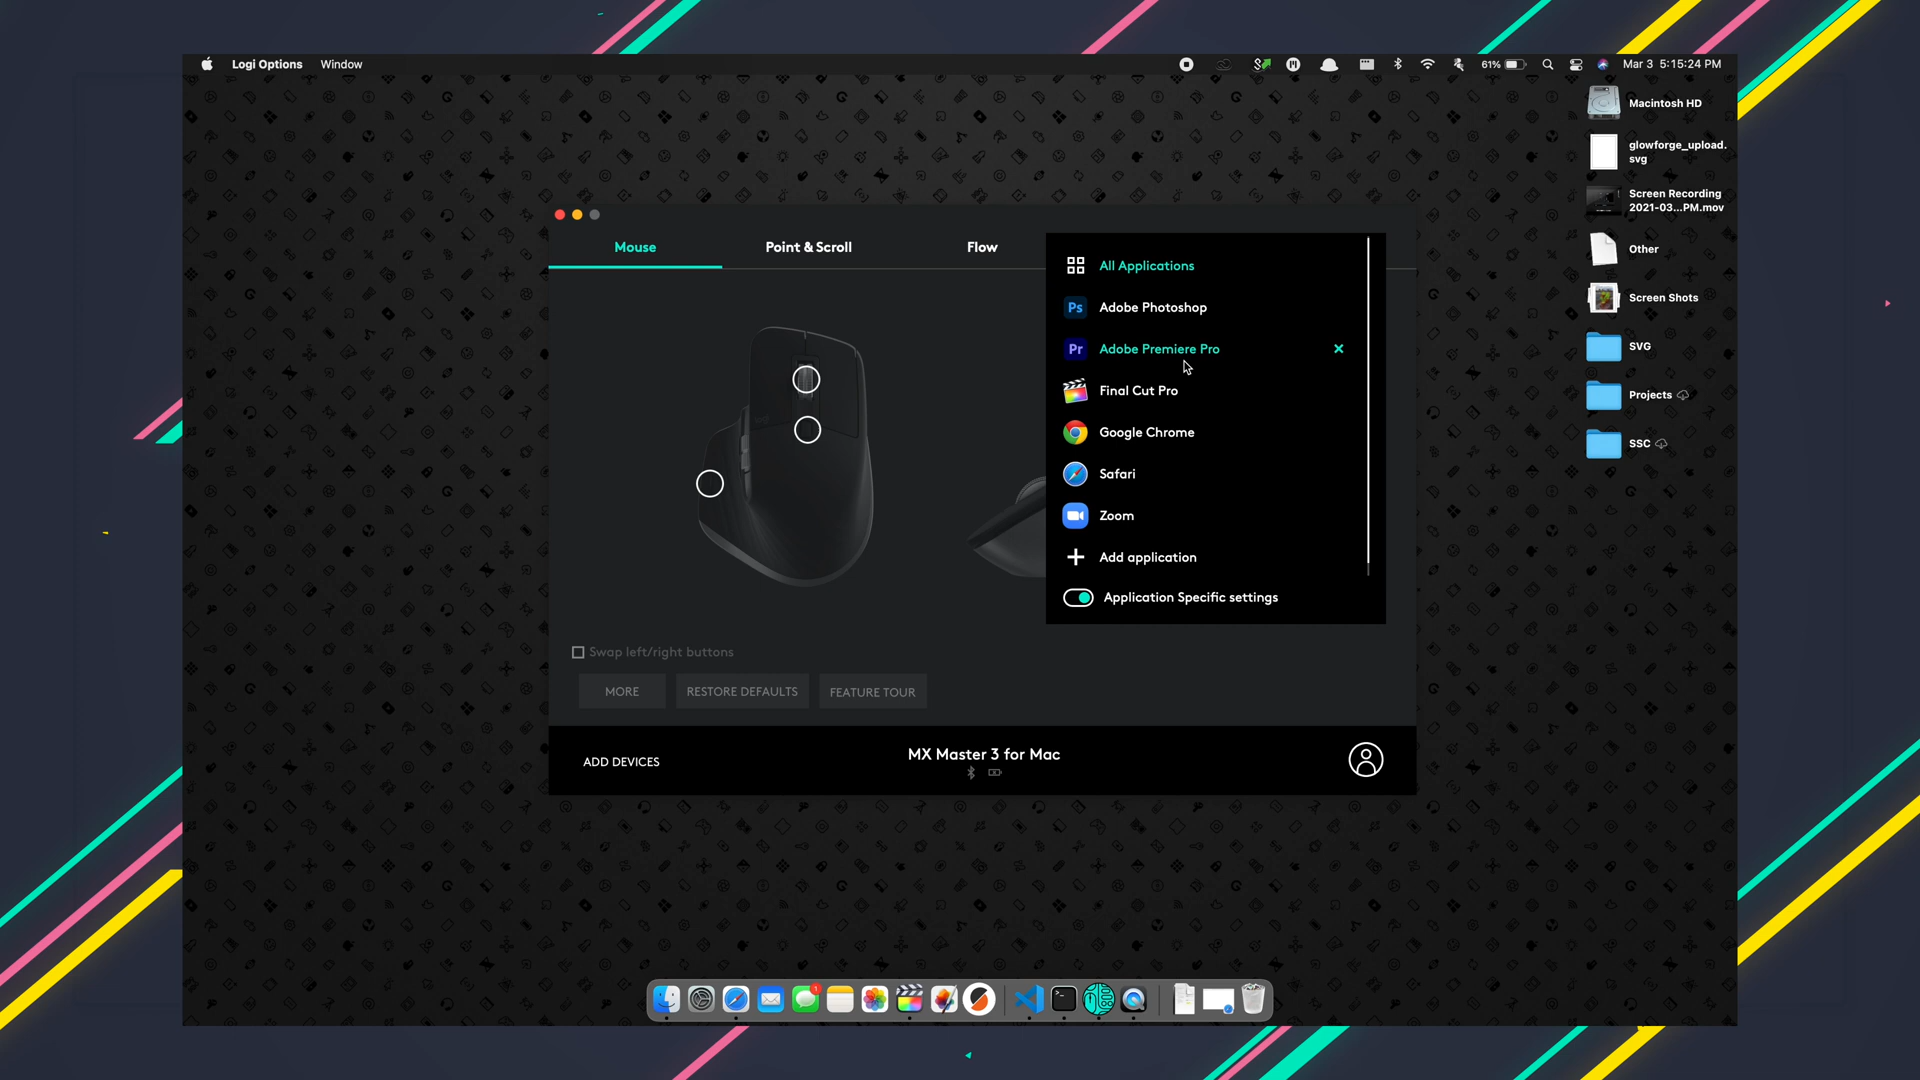 Logi Options Window 61% Mar 3 5:15:24 PM
Macintosh HD
glowforge_upload.
svg
Screen Recording
2021-03...PM.mov
Other
Screen Shots
SVG
Projects
SSC
Mouse Point & Scroll Flow
All Applications
Ps Adobe Photoshop
Pr Adobe Premiere Pro
Final Cut Pro
Google Chrome
Safari
Zoom
Add application
Application Specific settings
Swap left/right buttons
MORE RESTORE DEFAULTS FEATURE TOUR
ADD DEVICES
MX Master 3 for Mac
1